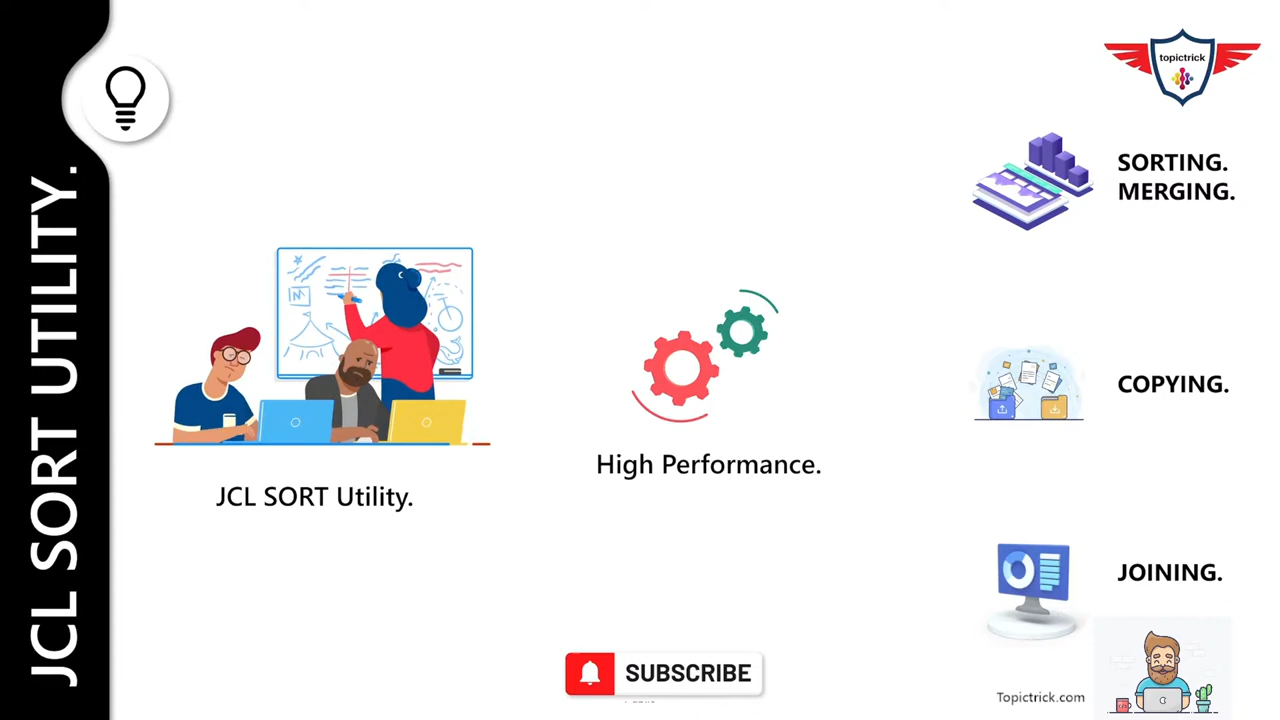 JCL SORT UTILITY.
topictrick
SORTING.
MERGING.
COPYING.
High Performance.
JCL SORT Utility.
JOINING.
SUBSCRIBE
Topictrick.com